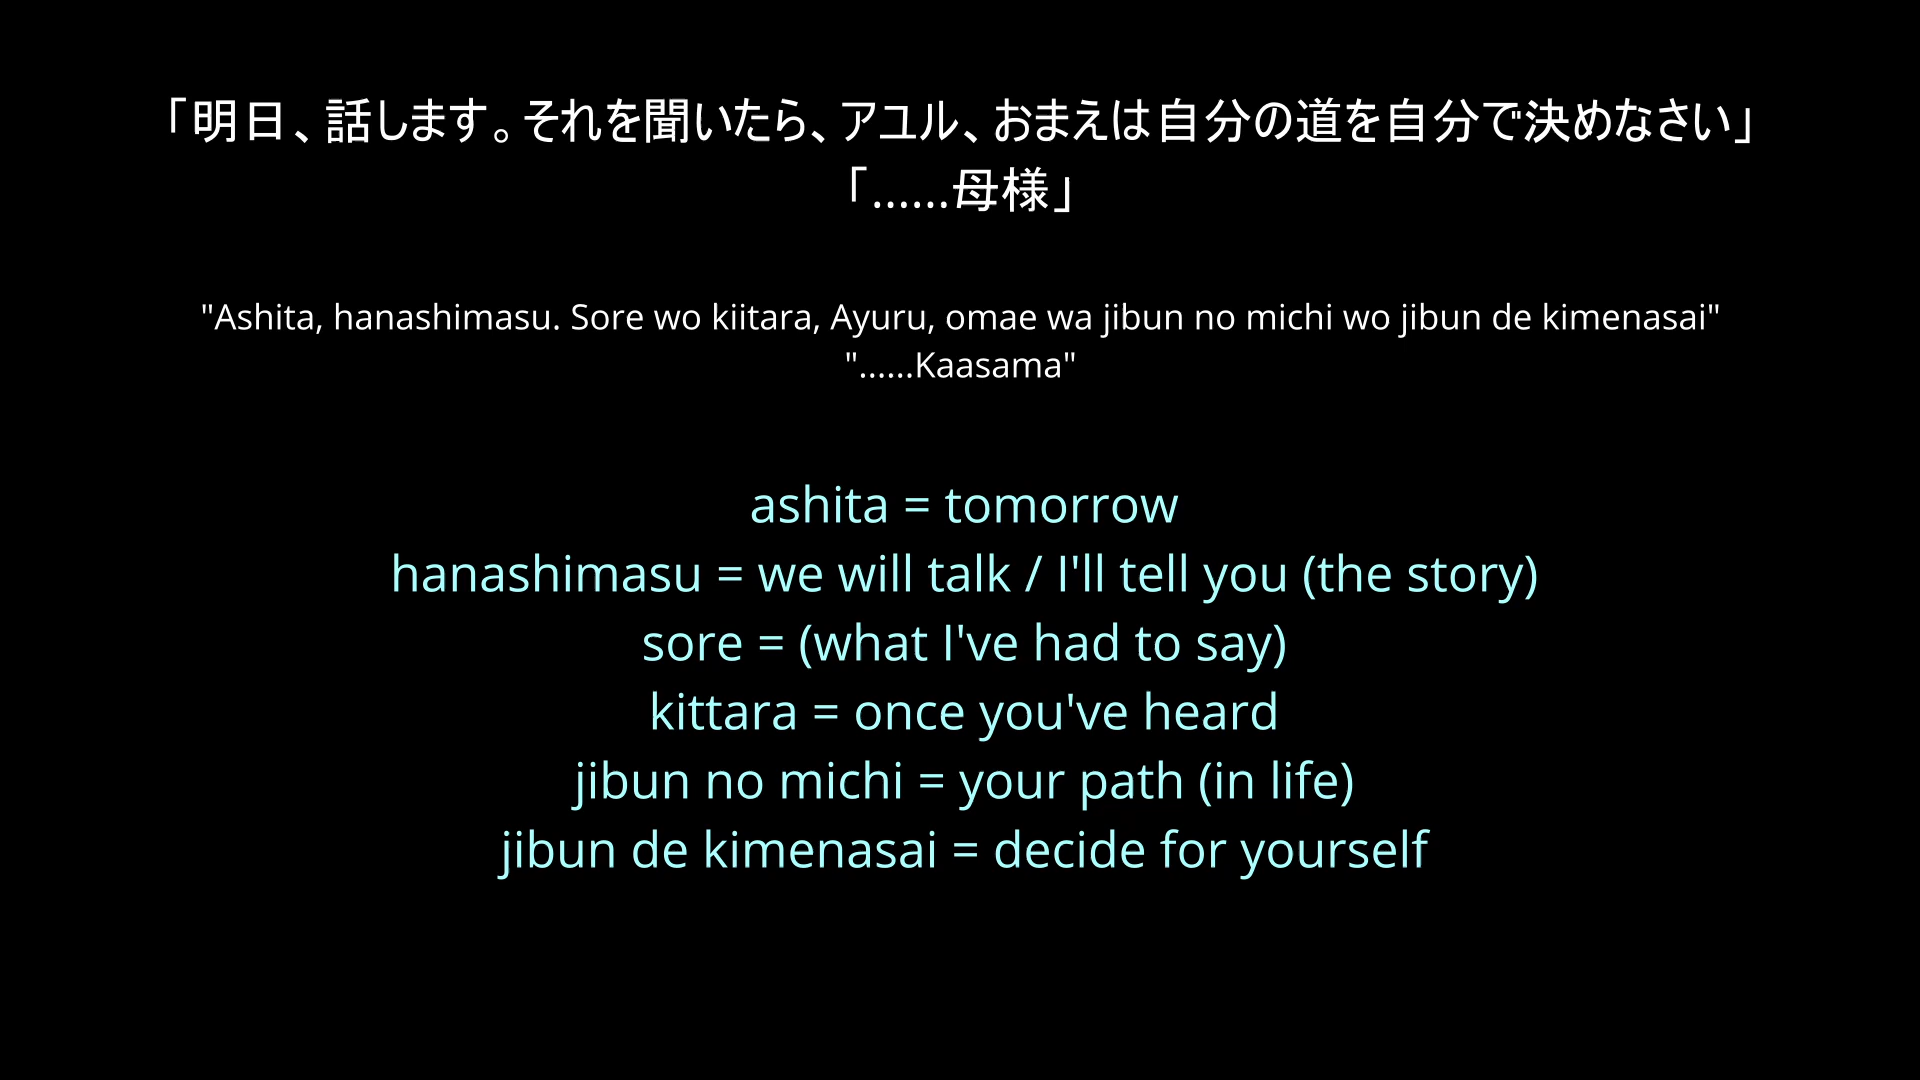 「明日、話します。それを聞いたら、アユル、おまえは自分の道を自分で決めなさい」
「......母様」
"Ashita, hanashimasu. Sore wo kiitara, Ayuru, omae wa jibun no michi wo jibun de kimenasai"
"......Kaasama"
ashita = tomorrow
hanashimasu = we will talk / I'll tell you (the story)
sore = (what I've had to say)
kittara = once you've heard
jibun no michi = your path (in life)
jibun de kimenasai = decide for yourself